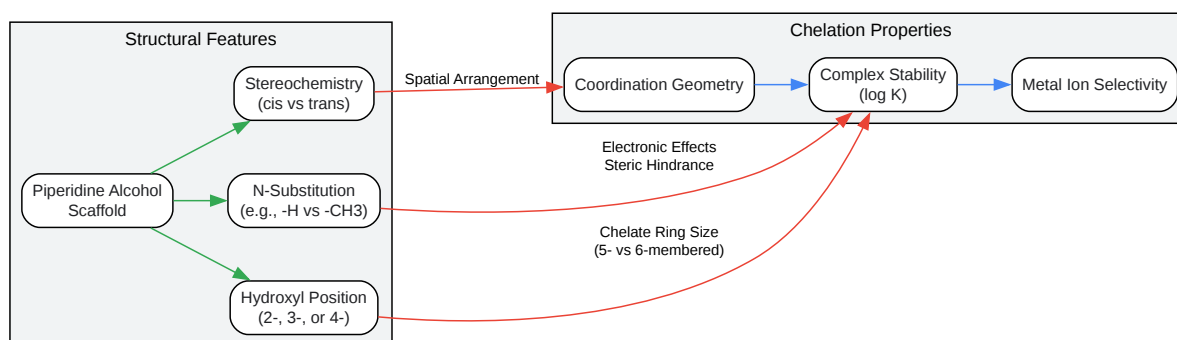 Structural Features
Piperidine Alcohol
Scaffold
Stereochemistry
(cis vs trans)
N-Substitution
(e.g., -H vs -CH3)
Hydroxyl Position
(2-, 3-, or 4-)
Spatial Arrangement
Electronic Effects
Steric Hindrance
Chelate Ring Size
(5- vs 6-membered)
Chelation Properties
Coordination Geometry
Complex Stability
(log K)
Metal Ion Selectivity